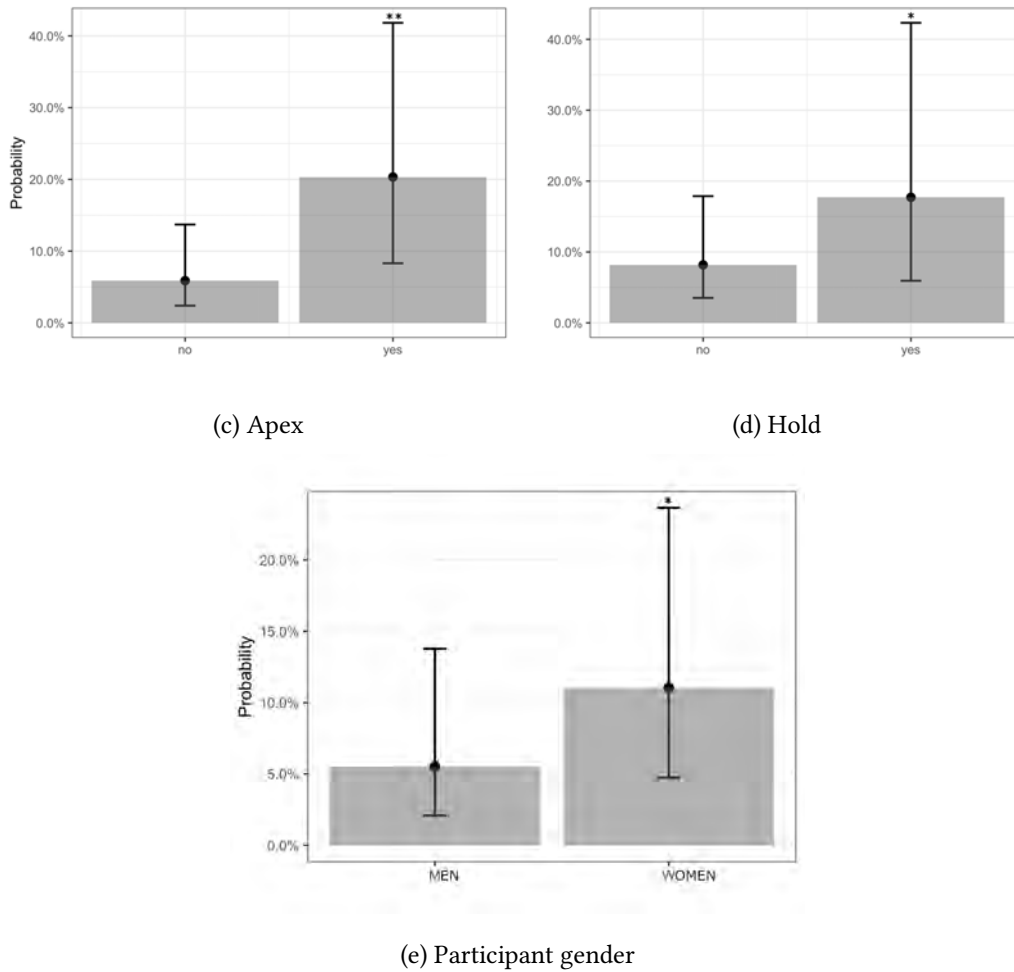 **
40.0%
30.0%
20.0%
10.0%
0.0%
Probability
no yes
(c) Apex
*
40.0%
30.0%
20.0%
10.0%
0.0%
no yes
(d) Hold
*
20.0%
15.0%
10.0%
5.0%
0.0%
Probability
MEN WOMEN
(e) Participant gender